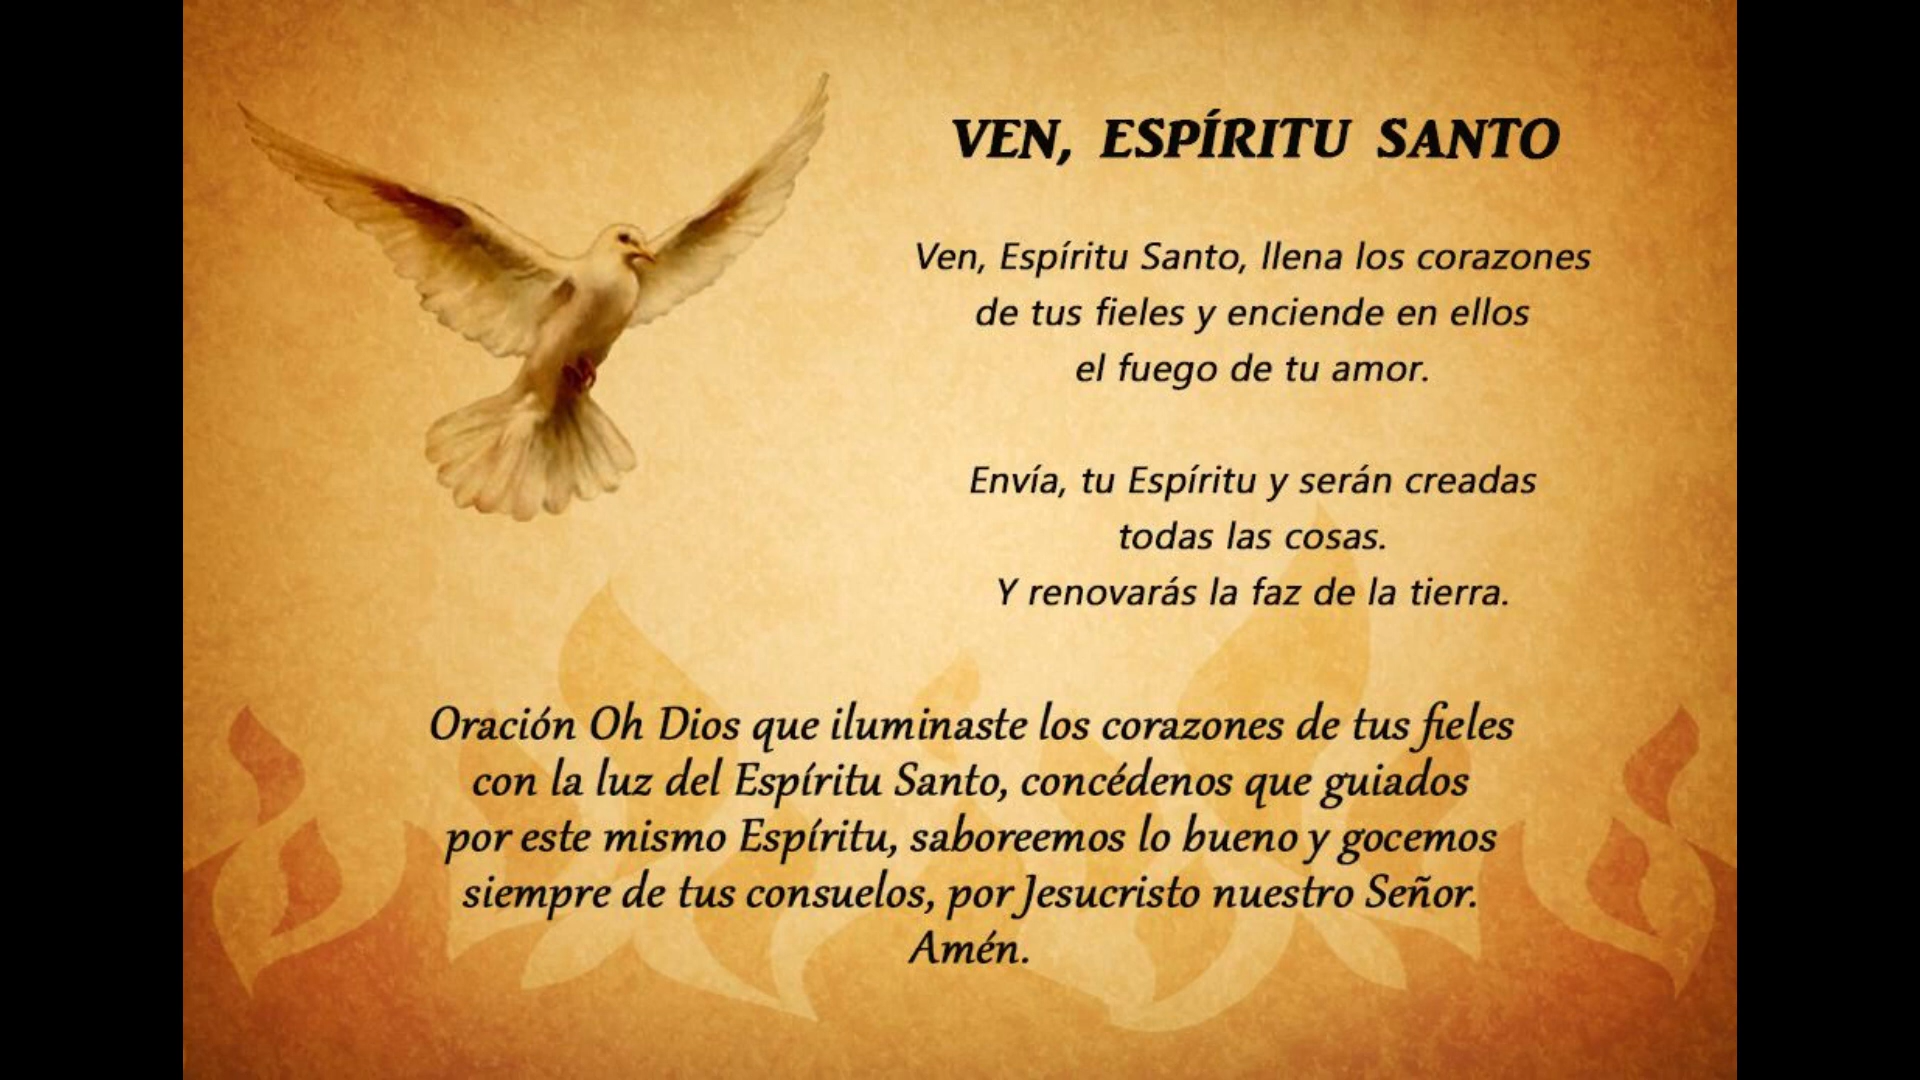 VEN, ESPÍRITU SANTO
Ven, Espíritu Santo, llena los corazones
de tus fieles y enciende en ellos
el fuego de tu amor.
Envía, tu Espíritu y serán creadas
todas las cosas.
Y renovarás la faz de la tierra.
Oración Oh Dios que iluminaste los corazones de tus fieles
con la luz del Espíritu Santo, concédenos que guiados
por este mismo Espíritu, saboreemos lo bueno y gocemos
siempre de tus consuelos, por Jesucristo nuestro Señor.
Amén.